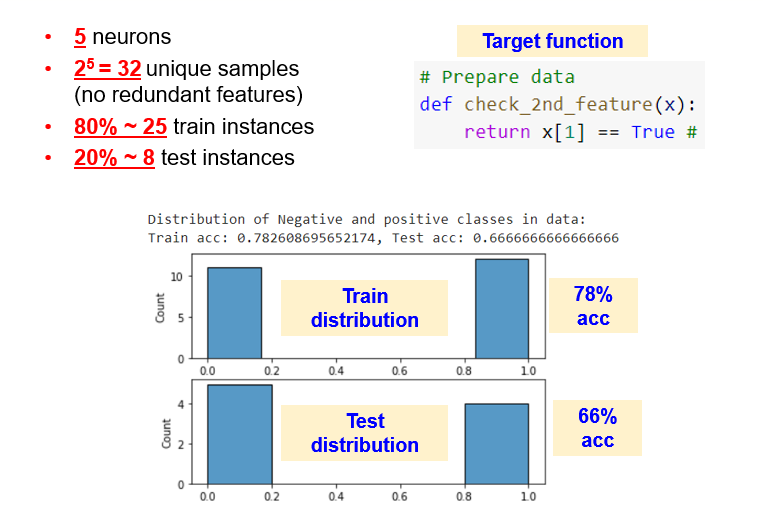 • 5 neurons
• 2⁵ = 32 unique samples
(no redundant features)
• 80% ~ 25 train instances
• 20% ~ 8 test instances
Target function
# Prepare data
def check_2nd_feature(x):
return x[1] == True #
Distribution of Negative and positive classes in data:
Train acc: 0.782608695652174, Test acc: 0.6666666666666666
10
5
0
Count
Train
distribution
78%
acc
0.0 0.2 0.4 0.6 0.8 1.0
4
2
0
Count
Test
distribution
66%
acc
0.0 0.2 0.4 0.6 0.8 1.0